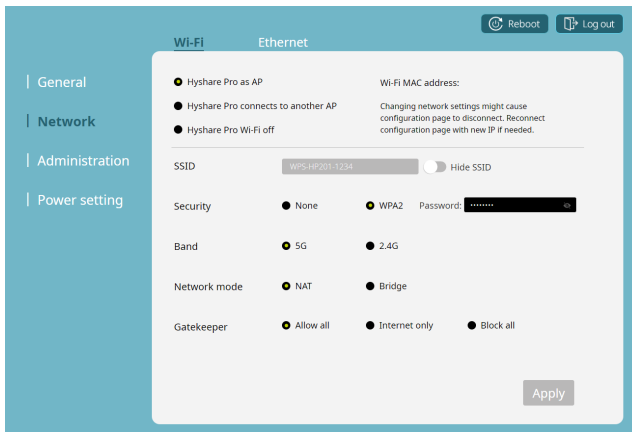 Reboot
Log out
Wi-Fi
Ethernet
General
Network
Administration
Power setting
Hyshare Pro as AP
Hyshare Pro connects to another AP
Hyshare Pro Wi-Fi off
Wi-Fi MAC address:
Changing network settings might cause
configuration page to disconnect. Reconnect
configuration page with new IP if needed.
SSID
WPS-HP201-1234
Hide SSID
Security
None
WPA2
Password:
Band
5G
2.4G
Network mode
NAT
Bridge
Gatekeeper
Allow all
Internet only
Block all
Apply